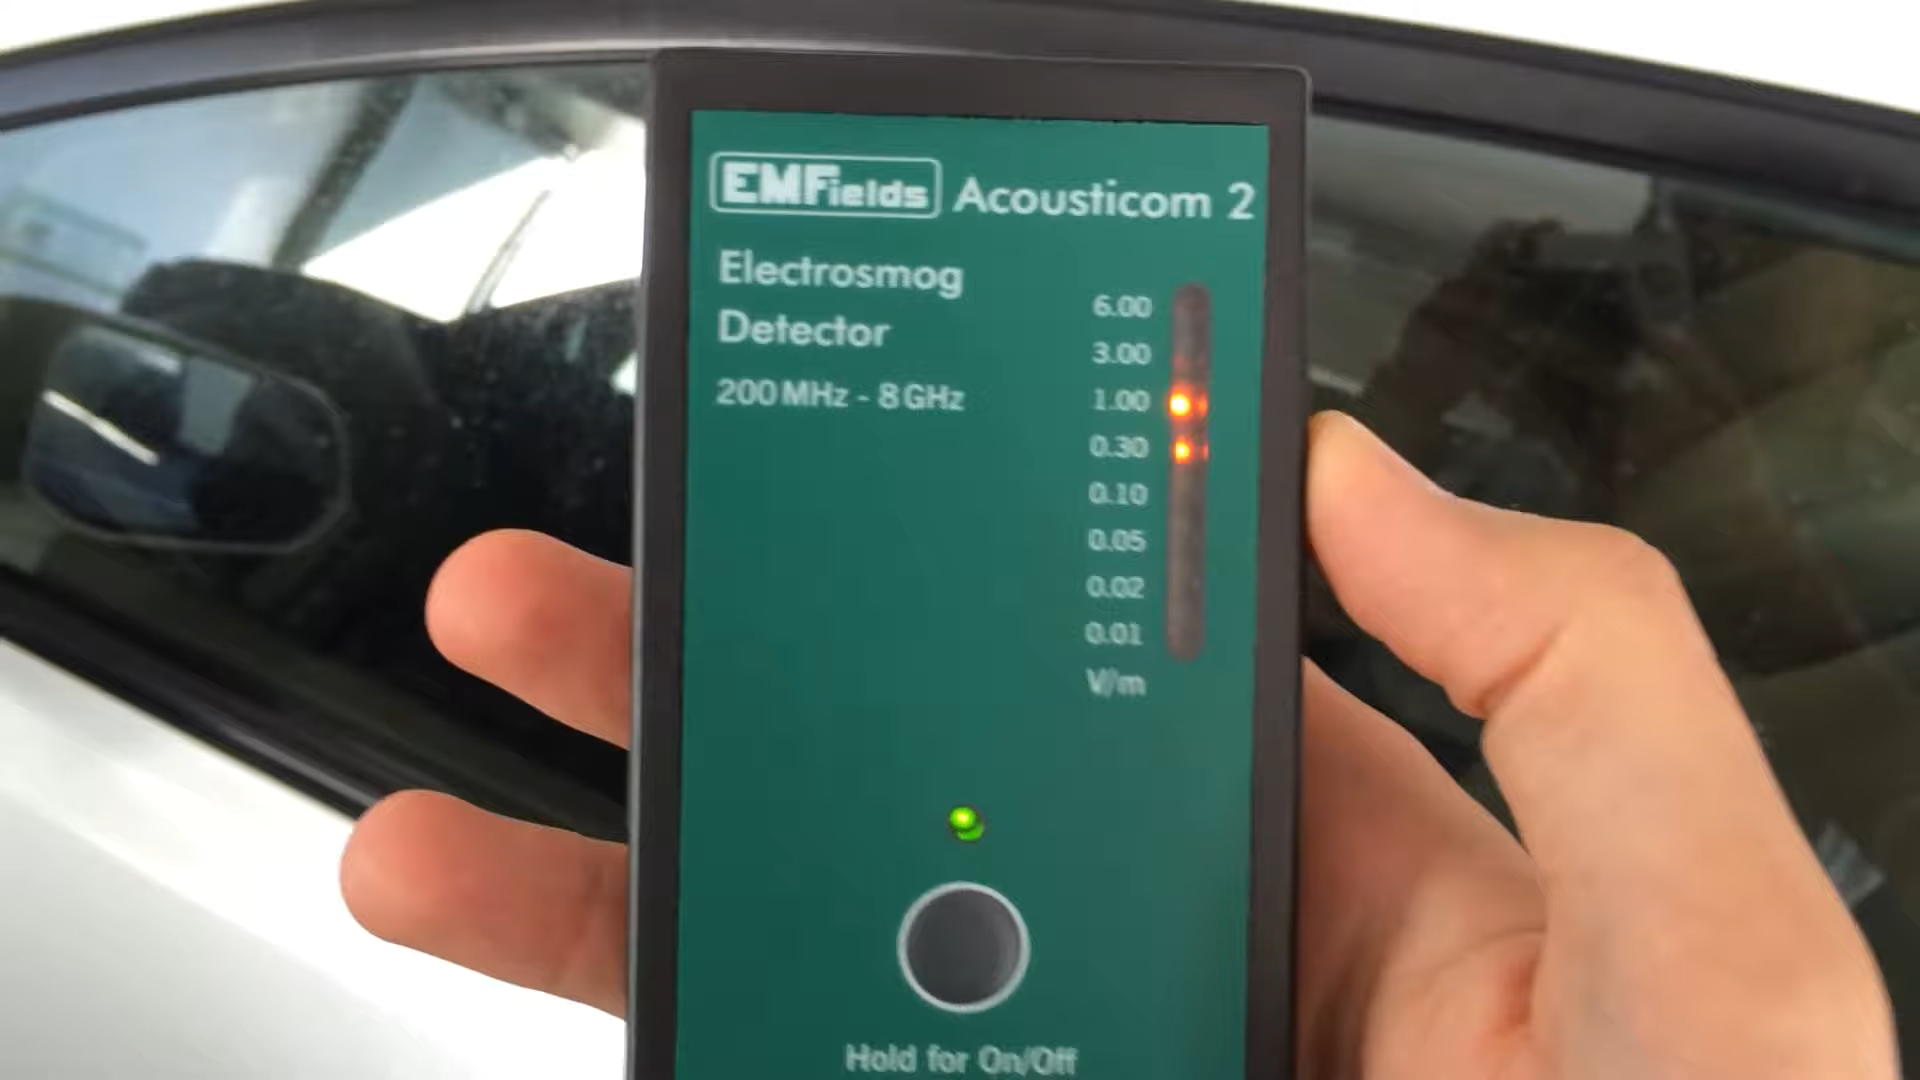 EMFields Acousticom 2
Electrosmog
Detector
200 MHz - 8 GHz
6.00
3.00
1.00
0.30
0.10
0.05
0.02
0.01
V/m
Hold for On/Off